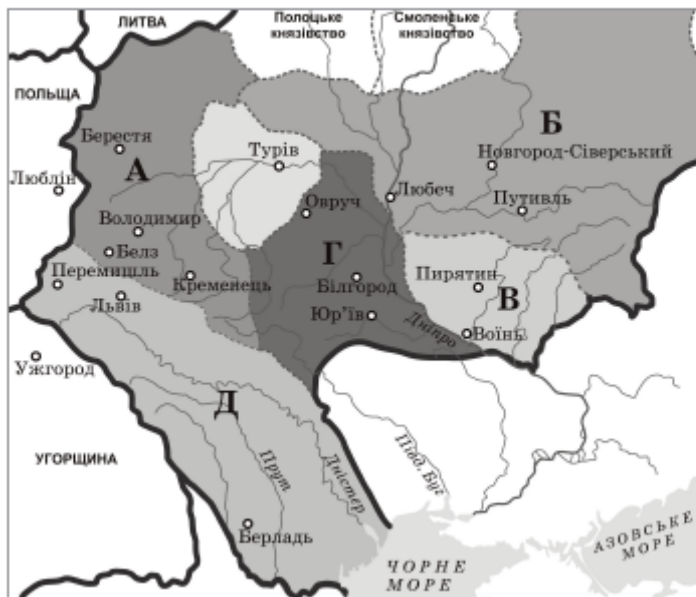 ЛИТВА
Полоцьке
князівство
Смоленське
князівство
ПОЛЬЩА
Берестя
А
Турів
Б
Новгород-Сіверський
Люблін
Овруч
Любеч
Путивль
Володимир
Белз
Г
Перемишль
Кременець
Білгород
Пирятин
В
Львів
Юр'їв
Дніпро
Воїнь
Ужгород
Д
УГОРЩИНА
Прут
Дністер
Півд. Буг
Берладь
ЧОРНЕ
МОРЕ
АЗОВСЬКЕ
МОРЕ